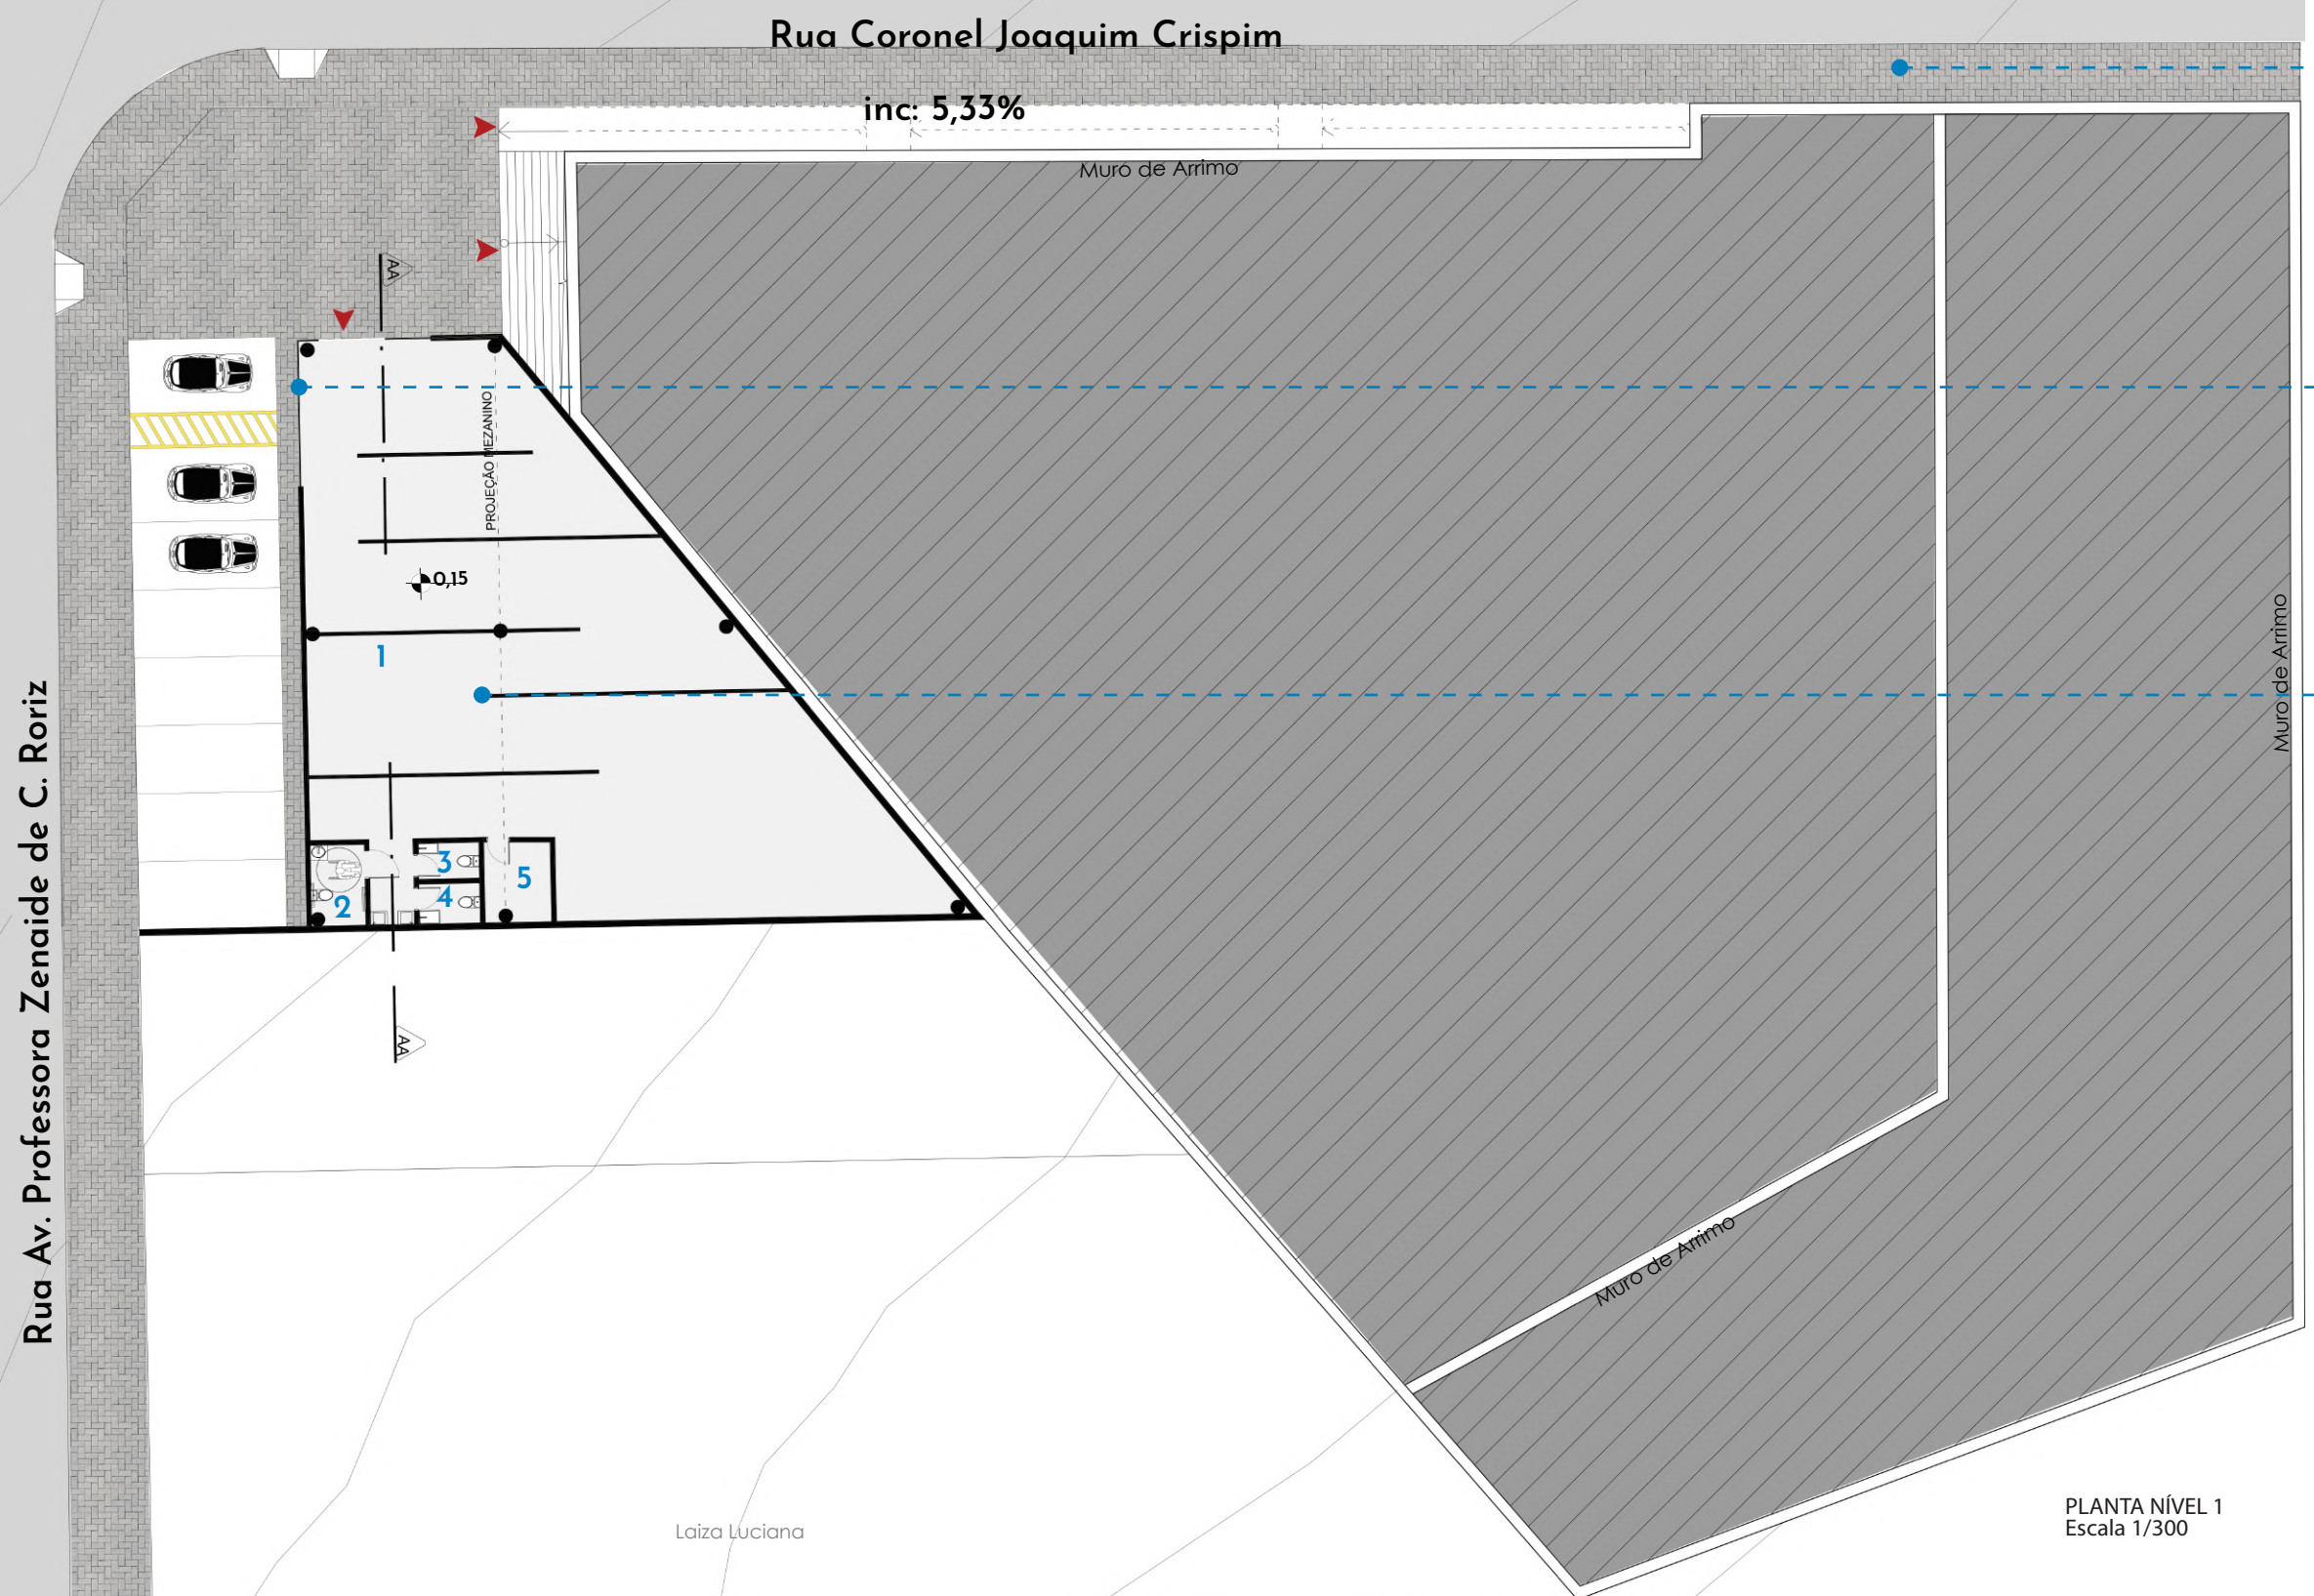 Rua Coronel Joaquim Crispim
inc: 5,33%
Muro de Arrimo
AA
PROJEÇÃO MEZANINO
0,15
1
Muro de Arrimo
Rua Av. Professora Zenaide de C. Roriz
3
5
4
2
AA
Muro de Arrimo
Laiza Luciana
PLANTA NÍVEL 1
Escala 1/300